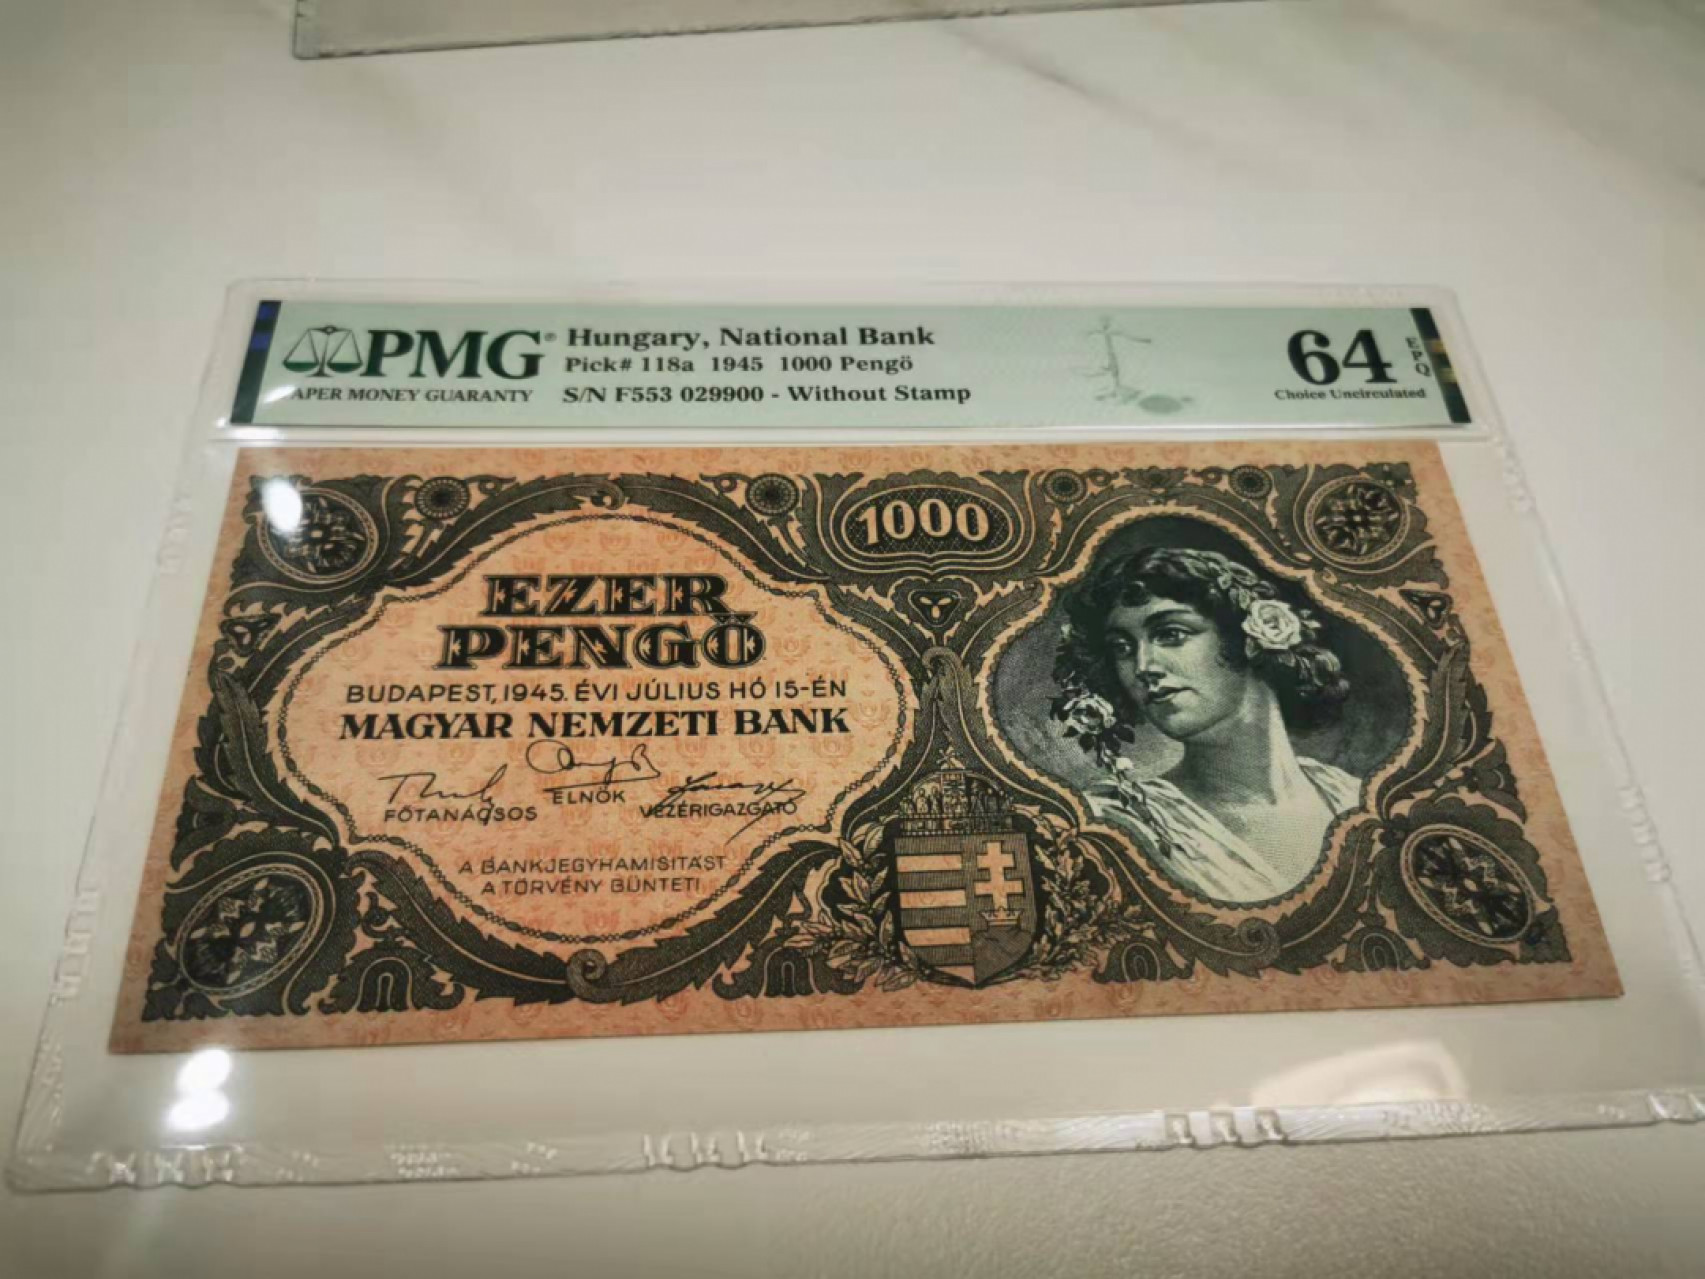 PMG
APER MONEY GUARANTY
Hungary, National Bank
Pick# 118a 1945 1000 Pengö
S/N F553 029900 - Without Stamp
64 EPQ
Choice Uncirculated
1000
EZER
PENGŐ
BUDAPEST, 1945. ÉVI JÚLIUS HÓ 15-ÉN
MAGYAR NEMZETI BANK
FŐTANÁCSOS
ELNÖK
VEZÉRIGAZGATÓ
A BANKJEGYHAMISITÁST
A TÖRVÉNY BÜNTETI